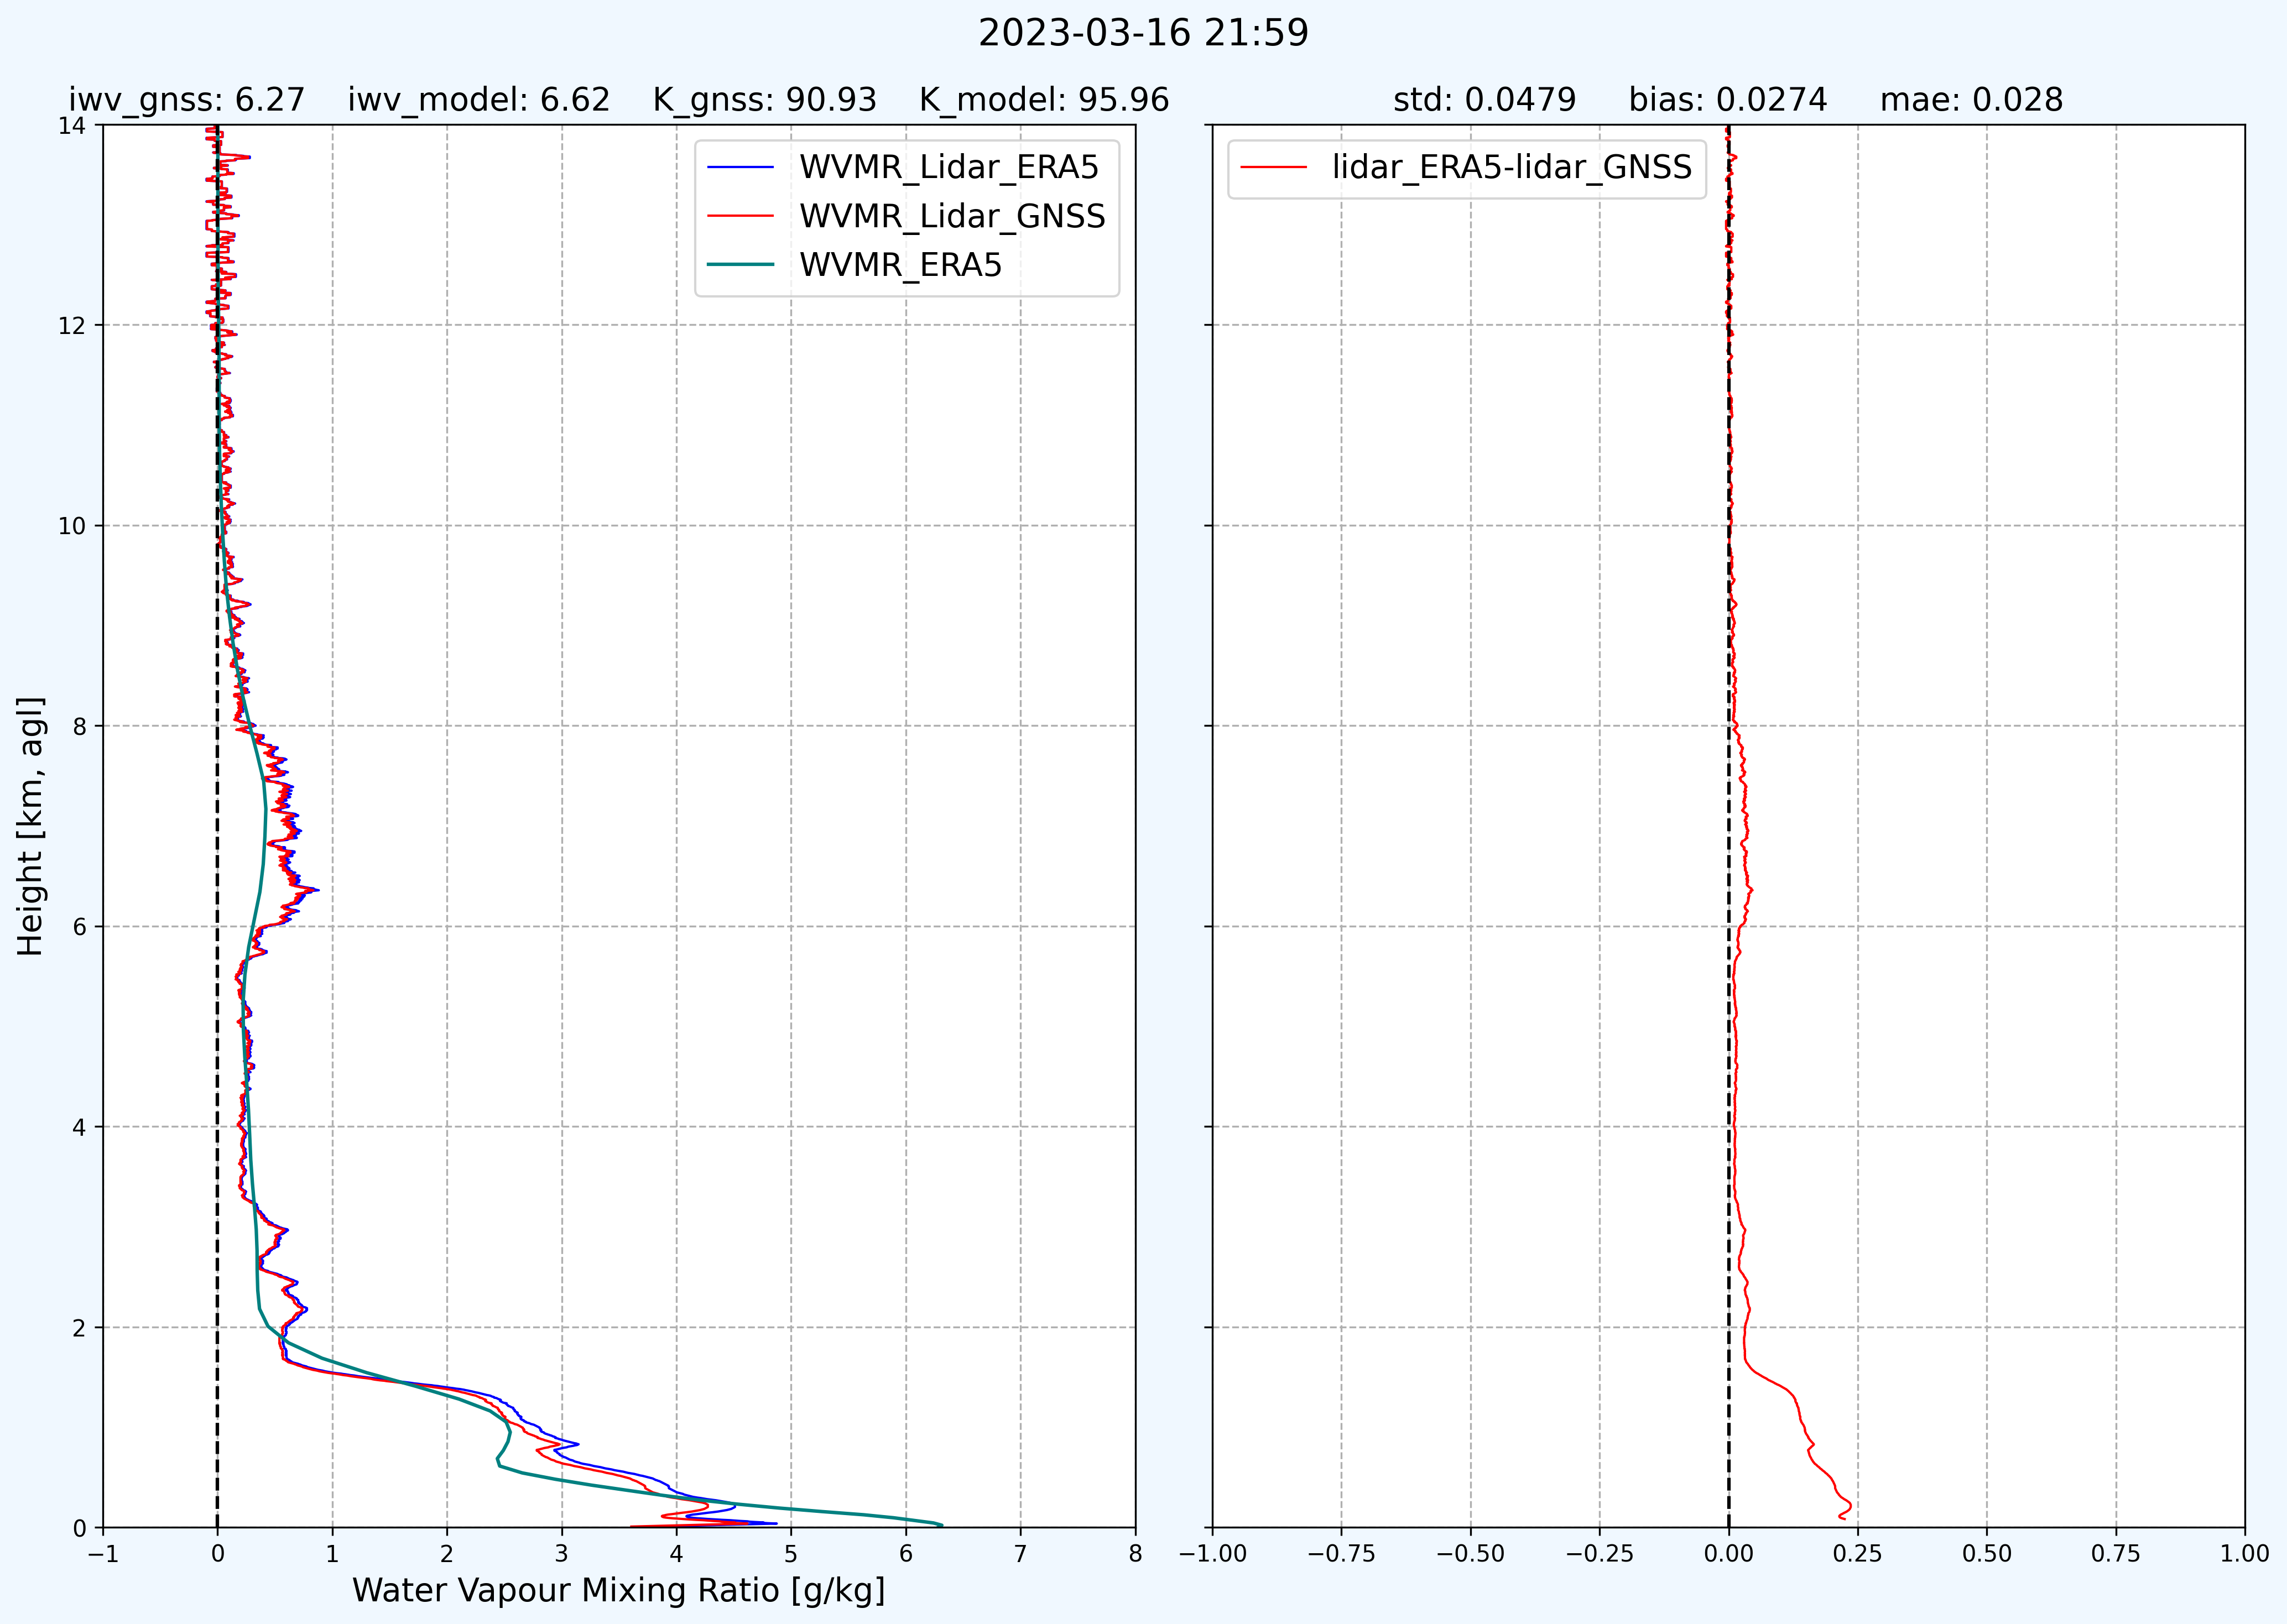 2023-03-16 21:59
iwv_gnss: 6.27 iwv_model: 6.62 K_gnss: 90.93 K_model: 95.96
std: 0.0479 bias: 0.0274 mae: 0.028
WVMR_Lidar_ERA5
WVMR_Lidar_GNSS
WVMR_ERA5
lidar_ERA5-lidar_GNSS
14
12
10
8
6
4
2
0
Height [km, agl]
−1 0 1 2 3 4 5 6 7 8
Water Vapour Mixing Ratio [g/kg]
−1.00 −0.75 −0.50 −0.25 0.00 0.25 0.50 0.75 1.00